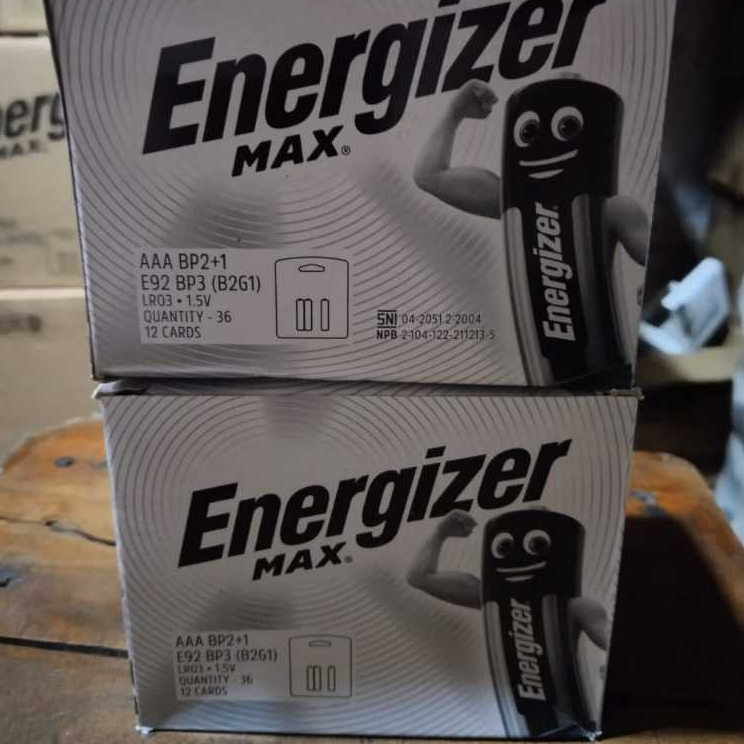 Energizer
MAX®
Energizer®
AAA BP2+1
E92 BP3 (B2G1)
LR03 • 1.5V
QUANTITY - 36
12 CARDS
SNI 04-2051.2-2004
NPB 2-104-122-211213-5
Energizer
MAX®
Energizer
AAA BP2+1
E92 BP3 (B2G1)
LR03 • 1.5V
QUANTITY - 36
12 CARDS